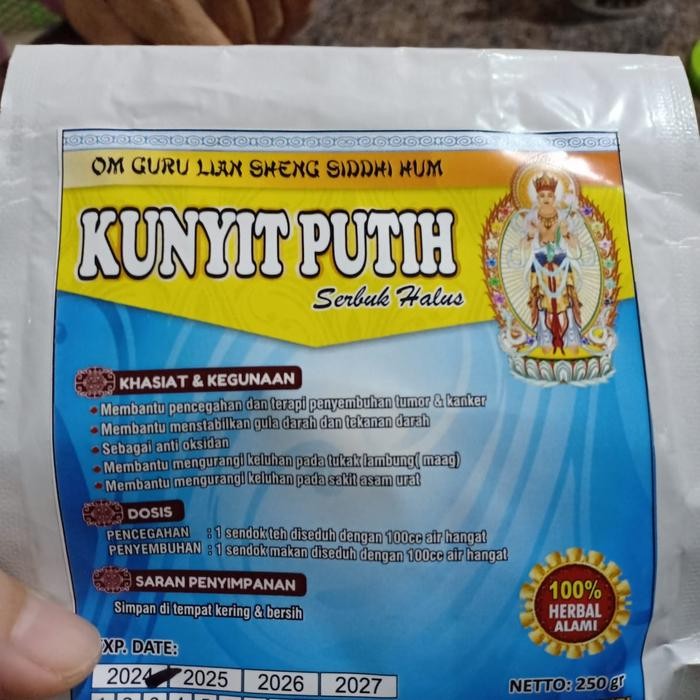 OM GURU LIAN SHENG SIDDHI HUM
KUNYIT PUTIH
Serbuk Halus
KHASIAT & KEGUNAAN
• Membantu pencegahan dan terapi penyembuhan tumor & kanker
• Membantu menstabilkan gula darah dan tekanan darah
• Sebagai anti oksidan
• Membantu mengurangi keluhan pada tukak lambung( maag)
• Membantu mengurangi keluhan pada sakit asam urat
DOSIS
PENCEGAHAN : 1 sendok teh diseduh dengan 100cc air hangat
PENYEMBUHAN : 1 sendok makan diseduh dengan 100cc air hangat
SARAN PENYIMPANAN
Simpan di tempat kering & bersih
100%
HERBAL
ALAMI
XP. DATE:
2024 2025 2026 2027
NETTO: 250 gr